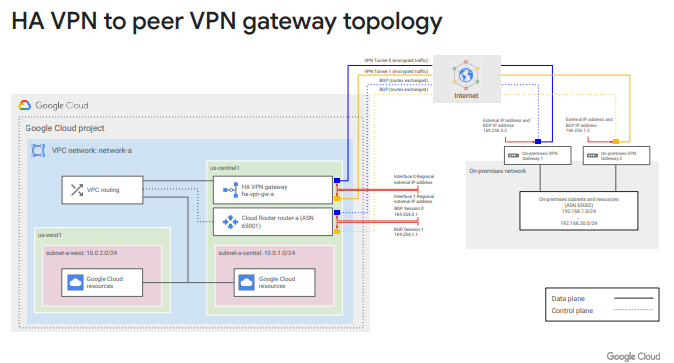 HA VPN to peer VPN gateway topology
VPN Tunnel 0 (encrypted traffic)
VPN Tunnel 1 (encrypted traffic)
BGP (routes exchanged)
BGP (routes exchanged)
Internet
Google Cloud
Google Cloud project
VPC network: network-a
us-central1
VPC routing
HA VPN gateway
ha-vpn-gw-a
Cloud Router router-a (ASN
65001)
Interface 0 Regional
external IP address
Interface 1 Regional
external IP address
BGP Session 0
169.254.0.1
BGP Session 1
169.254.1.1
us-west1
subnet-a-west: 10.0.2.0/24
Google Cloud
resources
subnet-a-central: 10.0.1.0/24
Google Cloud
resources
External IP address and
BGP IP address
169.254.0.2
External IP address and
BGP IP address
169.254.1.2
On-premises VPN
Gateway 1
On-premises VPN
Gateway 2
On-premises network
On-premises subnets and resources
(ASN 65002)
192.168.1.0/24
192.168.30.0/24
Data plane
Control plane
Google Cloud